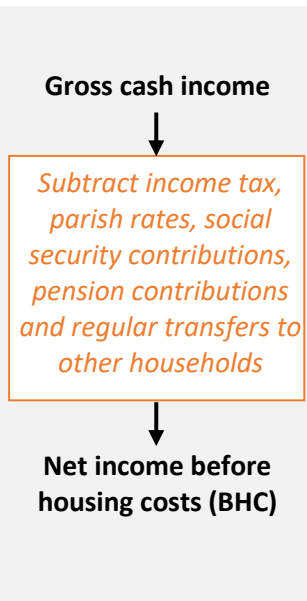 Gross cash income
Subtract income tax,
parish rates, social
security contributions,
pension contributions
and regular transfers to
other households
Net income before
housing costs (BHC)